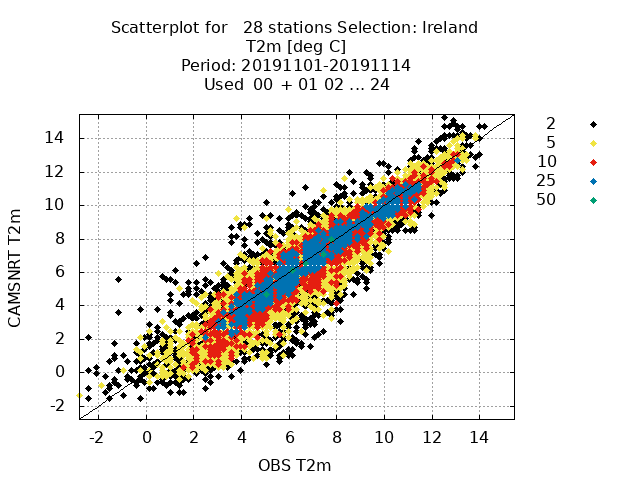 Scatterplot for   28 stations Selection: Ireland
T2m [deg C]
Period: 20191101-20191114
Used  00 + 01 02 ... 24
2
5
10
25
50
14
12
10
8
6
4
2
0
-2
CAMSNRT T2m
-2 0 2 4 6 8 10 12 14
OBS T2m